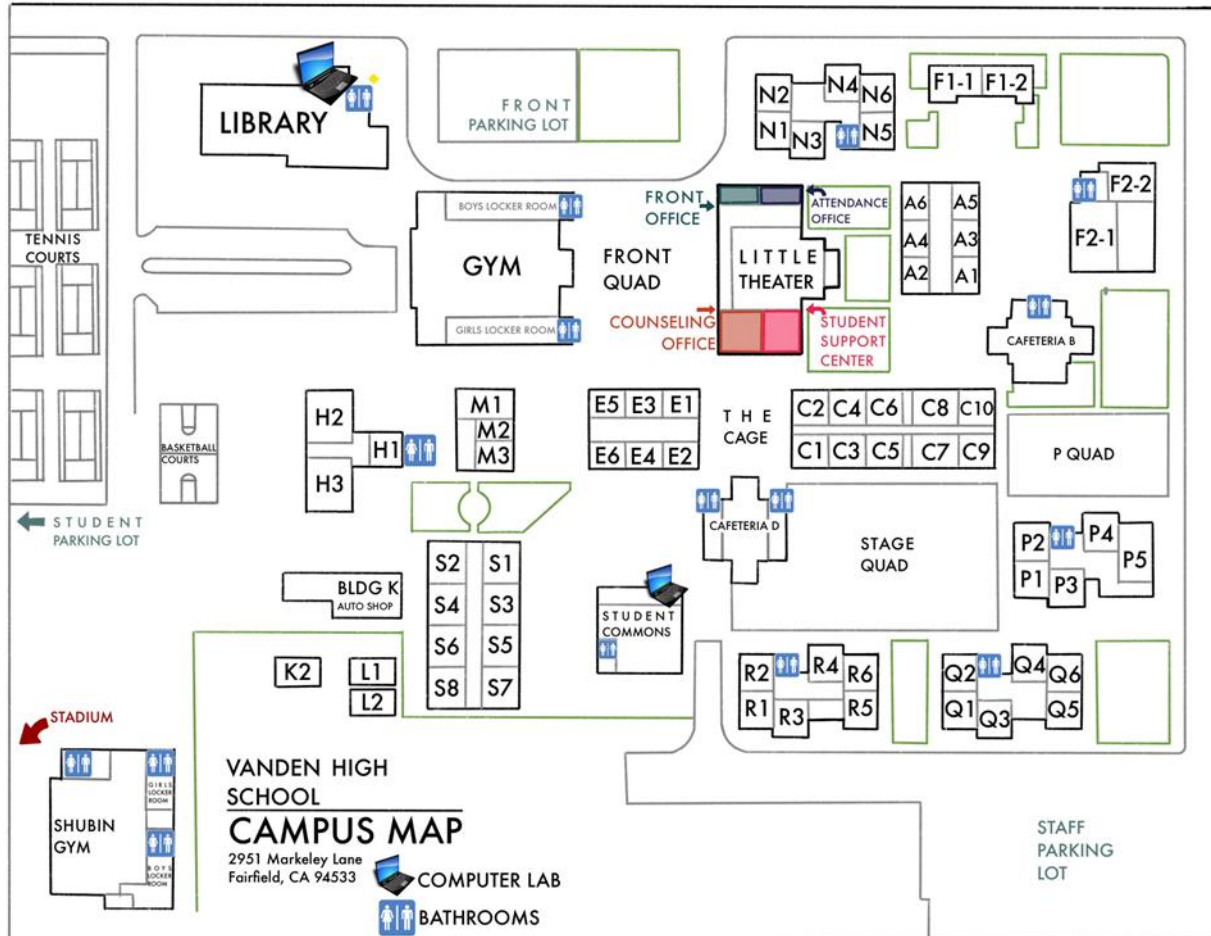 LIBRARY
FRONT
PARKING LOT
N2
N4
N6
N1
N3
N5
F1-1
F1-2
F2-2
F2-1
TENNIS
COURTS
BOYS LOCKER ROOM
GYM
GIRLS LOCKER ROOM
FRONT
QUAD
FRONT
OFFICE
ATTENDANCE
OFFICE
LITTLE
THEATER
COUNSELING
OFFICE
STUDENT
SUPPORT
CENTER
A6
A5
A4
A3
A2
A1
CAFETERIA B
BASKETBALL
COURTS
H2
H1
H3
M1
M2
M3
E5
E3
E1
E6
E4
E2
THE
CAGE
C2
C4
C6
C8
C10
C1
C3
C5
C7
C9
P QUAD
STUDENT
PARKING LOT
CAFETERIA D
STAGE
QUAD
P2
P4
P5
P1
P3
BLDG K
AUTO SHOP
S2
S1
S4
S3
S6
S5
S8
S7
STUDENT
COMMONS
K2
L1
L2
R2
R4
R6
R1
R3
R5
Q2
Q4
Q6
Q1
Q3
Q5
STADIUM
SHUBIN
GYM
GIRLS
LOCKER
ROOM
BOYS
LOCKER
ROOM
VANDEN HIGH
SCHOOL
CAMPUS MAP
2951 Markeley Lane
Fairfield, CA 94533
COMPUTER LAB
BATHROOMS
STAFF
PARKING
LOT